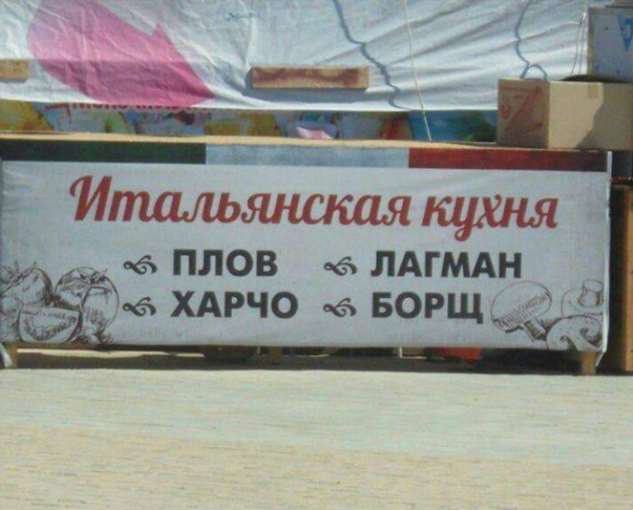 Итальянская кухня
ПЛОВ ЛАГМАН
ХАРЧО БОРЩ